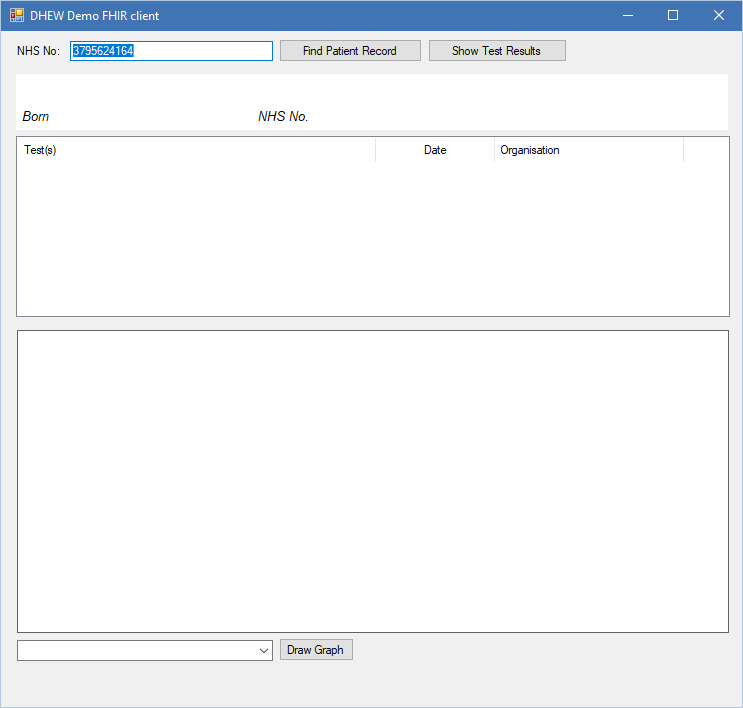 DHEW Demo FHIR client
NHS No: 3795624164 Find Patient Record Show Test Results
Born NHS No.
Test(s) Date Organisation
Draw Graph